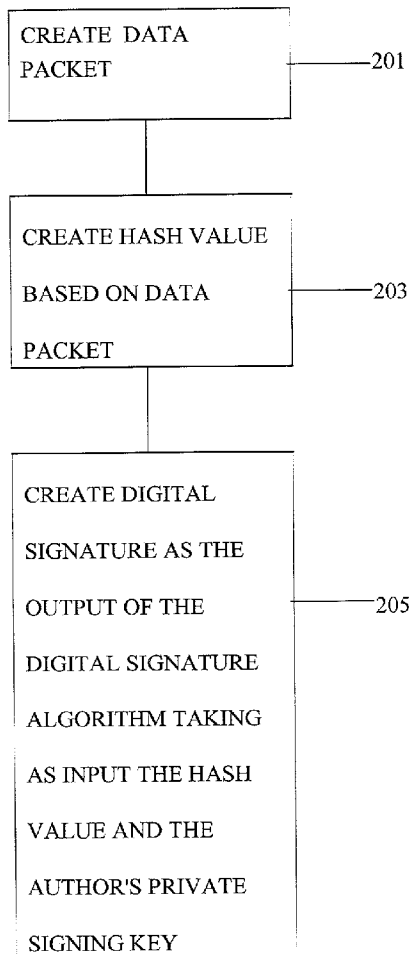 CREATE DATA
PACKET
201
CREATE HASH VALUE
BASED ON DATA
PACKET
203
CREATE DIGITAL
SIGNATURE AS THE
OUTPUT OF THE
DIGITAL SIGNATURE
ALGORITHM TAKING
AS INPUT THE HASH
VALUE AND THE
AUTHOR'S PRIVATE
SIGNING KEY
205